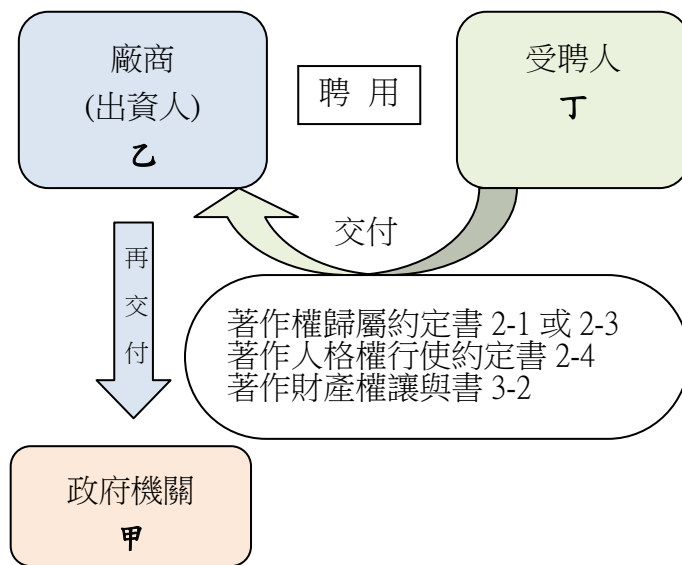 廠商
(出資人)
乙
聘 用
受聘人
丁
交付
再
交
付
著作權歸屬約定書 2-1 或 2-3
著作人格權行使約定書 2-4
著作財產權讓與書 3-2
政府機關
甲